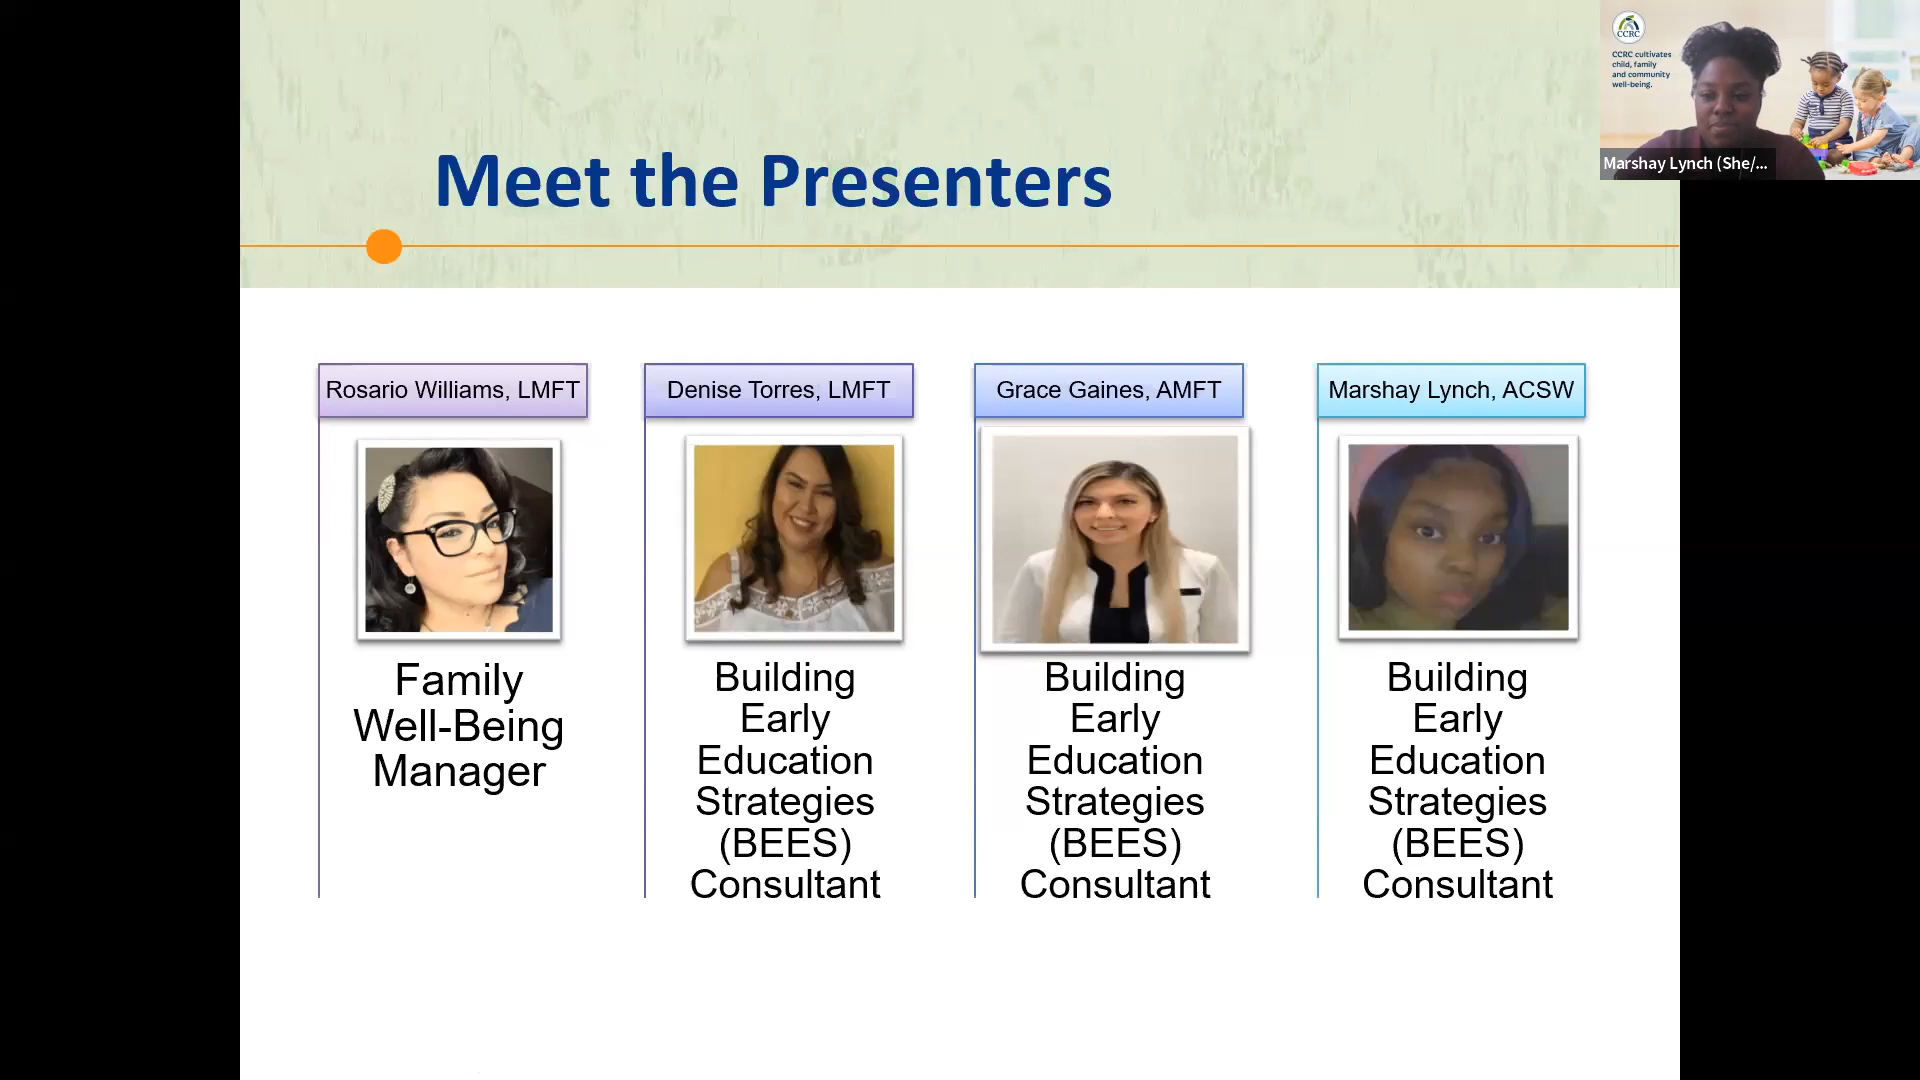 CCRC
CCRC cultivates
child, family
and community
well-being.
Marshay Lynch (She/...
Meet the Presenters
Rosario Williams, LMFT
Family
Well-Being
Manager
Denise Torres, LMFT
Building
Early
Education
Strategies
(BEES)
Consultant
Grace Gaines, AMFT
Building
Early
Education
Strategies
(BEES)
Consultant
Marshay Lynch, ACSW
Building
Early
Education
Strategies
(BEES)
Consultant